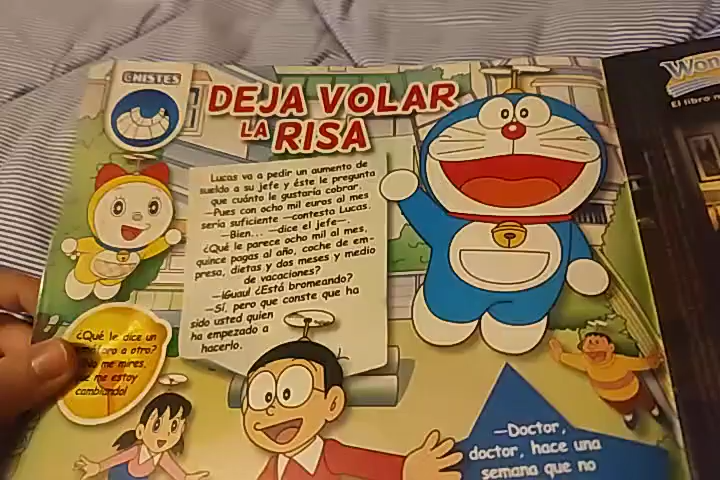 CHISTES
DEJA VOLAR
LA RISA
Lucas va a pedir un aumento de
sueldo a su jefe y éste le pregunta
que cuánto le gustaría cobrar.
—Pues con ocho mil euros al mes
sería suficiente —contesta Lucas.
—Bien... —dice el jefe—.
¿Qué le parece ocho mil al mes,
quince pagas al año, coche de em-
presa, dietas y dos meses y medio
de vacaciones?
—¡Guau! ¿Está bromeando?
—Sí, pero que conste que ha
sido usted quien
ha empezado a
hacerlo.
¿Qué le dice un
a otro?
me mires,
me estoy
cambiando!
—Doctor,
doctor, hace una
semana que no
Won
El libro